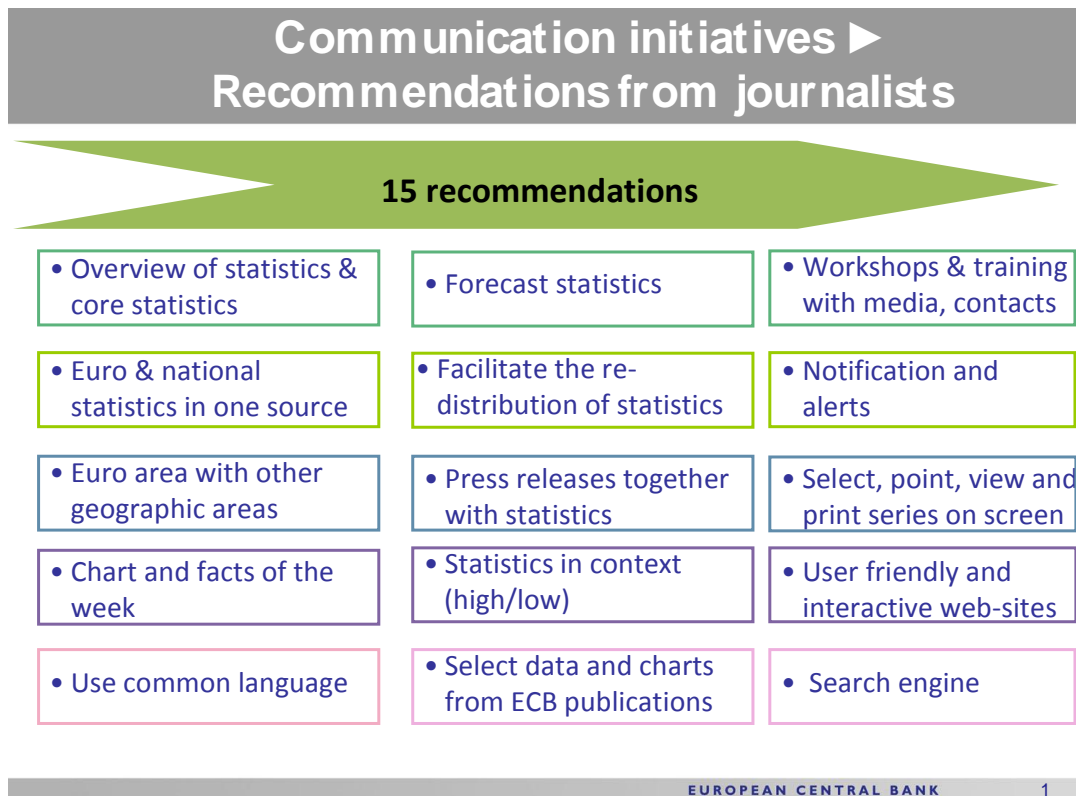 Communication initiatives ►
Recommendations from journalists
15 recommendations
• Overview of statistics &
core statistics
• Forecast statistics
• Workshops & training
with media, contacts
• Euro & national
statistics in one source
• Facilitate the re-
distribution of statistics
• Notification and
alerts
• Euro area with other
geographic areas
• Press releases together
with statistics
• Select, point, view and
print series on screen
• Chart and facts of the
week
• Statistics in context
(high/low)
• User friendly and
interactive web-sites
• Use common language
• Select data and charts
from ECB publications
• Search engine
EUROPEAN CENTRAL BANK
1